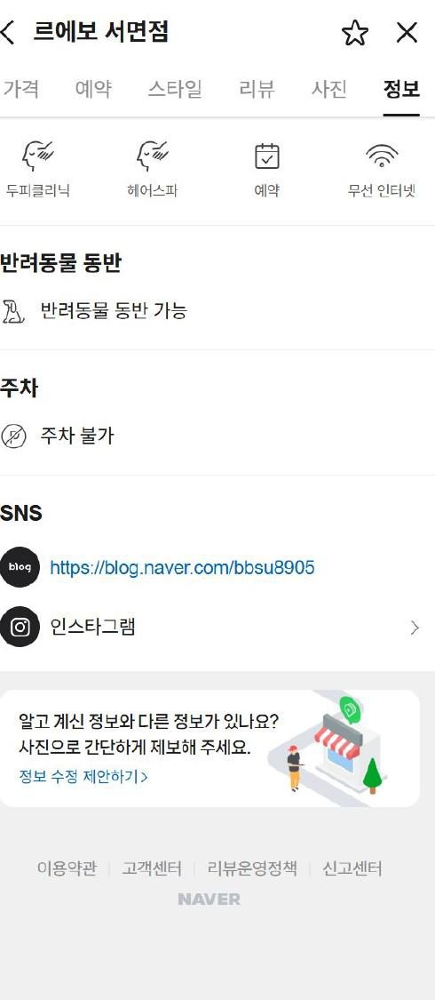 르에보 서면점
가격 예약 스타일 리뷰 사진 정보
두피클리닉 헤어스파 예약 무선 인터넷
반려동물 동반
반려동물 동반 가능
주차
주차 불가
SNS
blog https://blog.naver.com/bbsu8905
인스타그램
알고 계신 정보와 다른 정보가 있나요?
사진으로 간단하게 제보해 주세요.
정보 수정 제안하기
이용약관 고객센터 리뷰운영정책 신고센터
NAVER